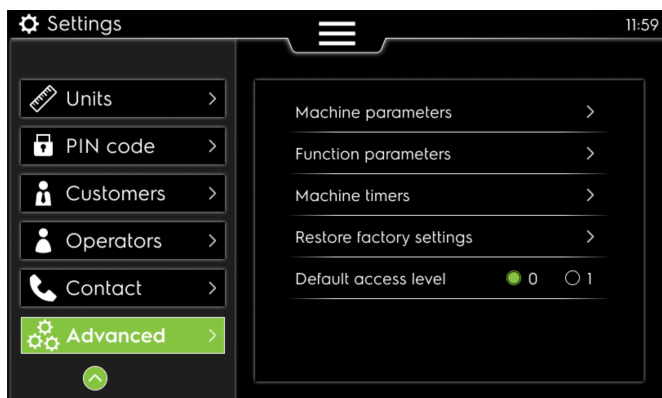 Settings
11:59
Units
PIN code
Customers
Operators
Contact
Advanced
Machine parameters
Function parameters
Machine timers
Restore factory settings
Default access level 0 1